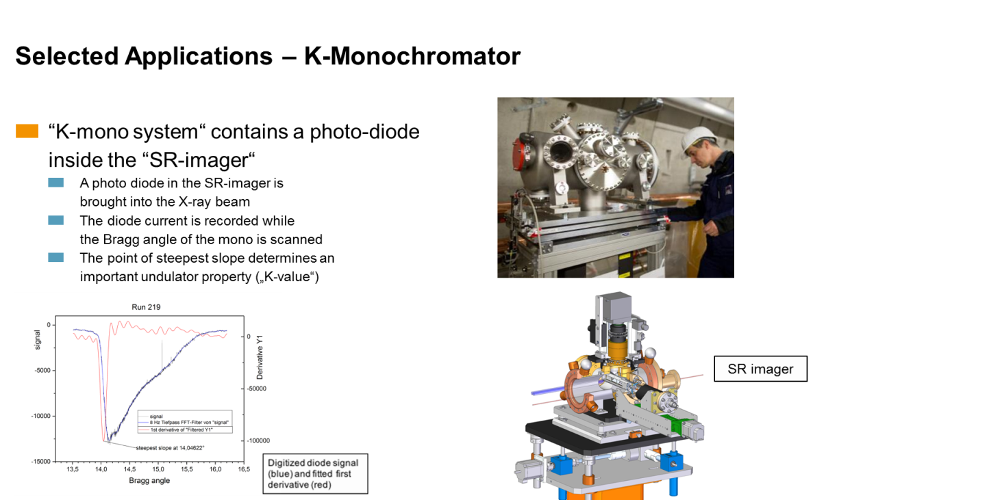 Selected Applications – K-Monochromator
“K-mono system“ contains a photo-diode
inside the “SR-imager“
A photo diode in the SR-imager is
brought into the X-ray beam
The diode current is recorded while
the Bragg angle of the mono is scanned
The point of steepest slope determines an
important undulator property („K-value“)
Run 219
signal
0
-5000
-10000
-15000
0
-50000
-100000
Derivative Y1
signal
8 Hz Tiefpass FFT-Filter von "signal"
1st derivative of "Filtered Y1"
steepest slope at 14,04622°
13,5 14,0 14,5 15,0 15,5 16,0 16,5
Bragg angle
Digitized diode signal
(blue) and fitted first
derivative (red)
SR imager